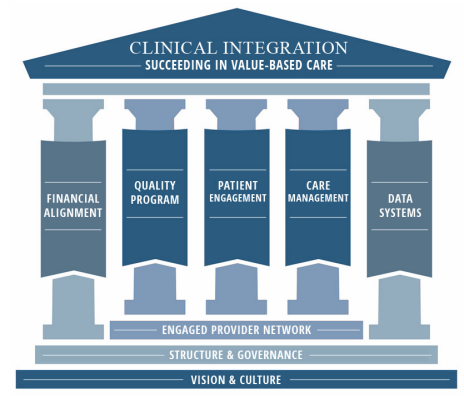 CLINICAL INTEGRATION
SUCCEEDING IN VALUE-BASED CARE
FINANCIAL
ALIGNMENT
QUALITY
PROGRAM
PATIENT
ENGAGEMENT
CARE
MANAGEMENT
DATA
SYSTEMS
ENGAGED PROVIDER NETWORK
STRUCTURE & GOVERNANCE
VISION & CULTURE